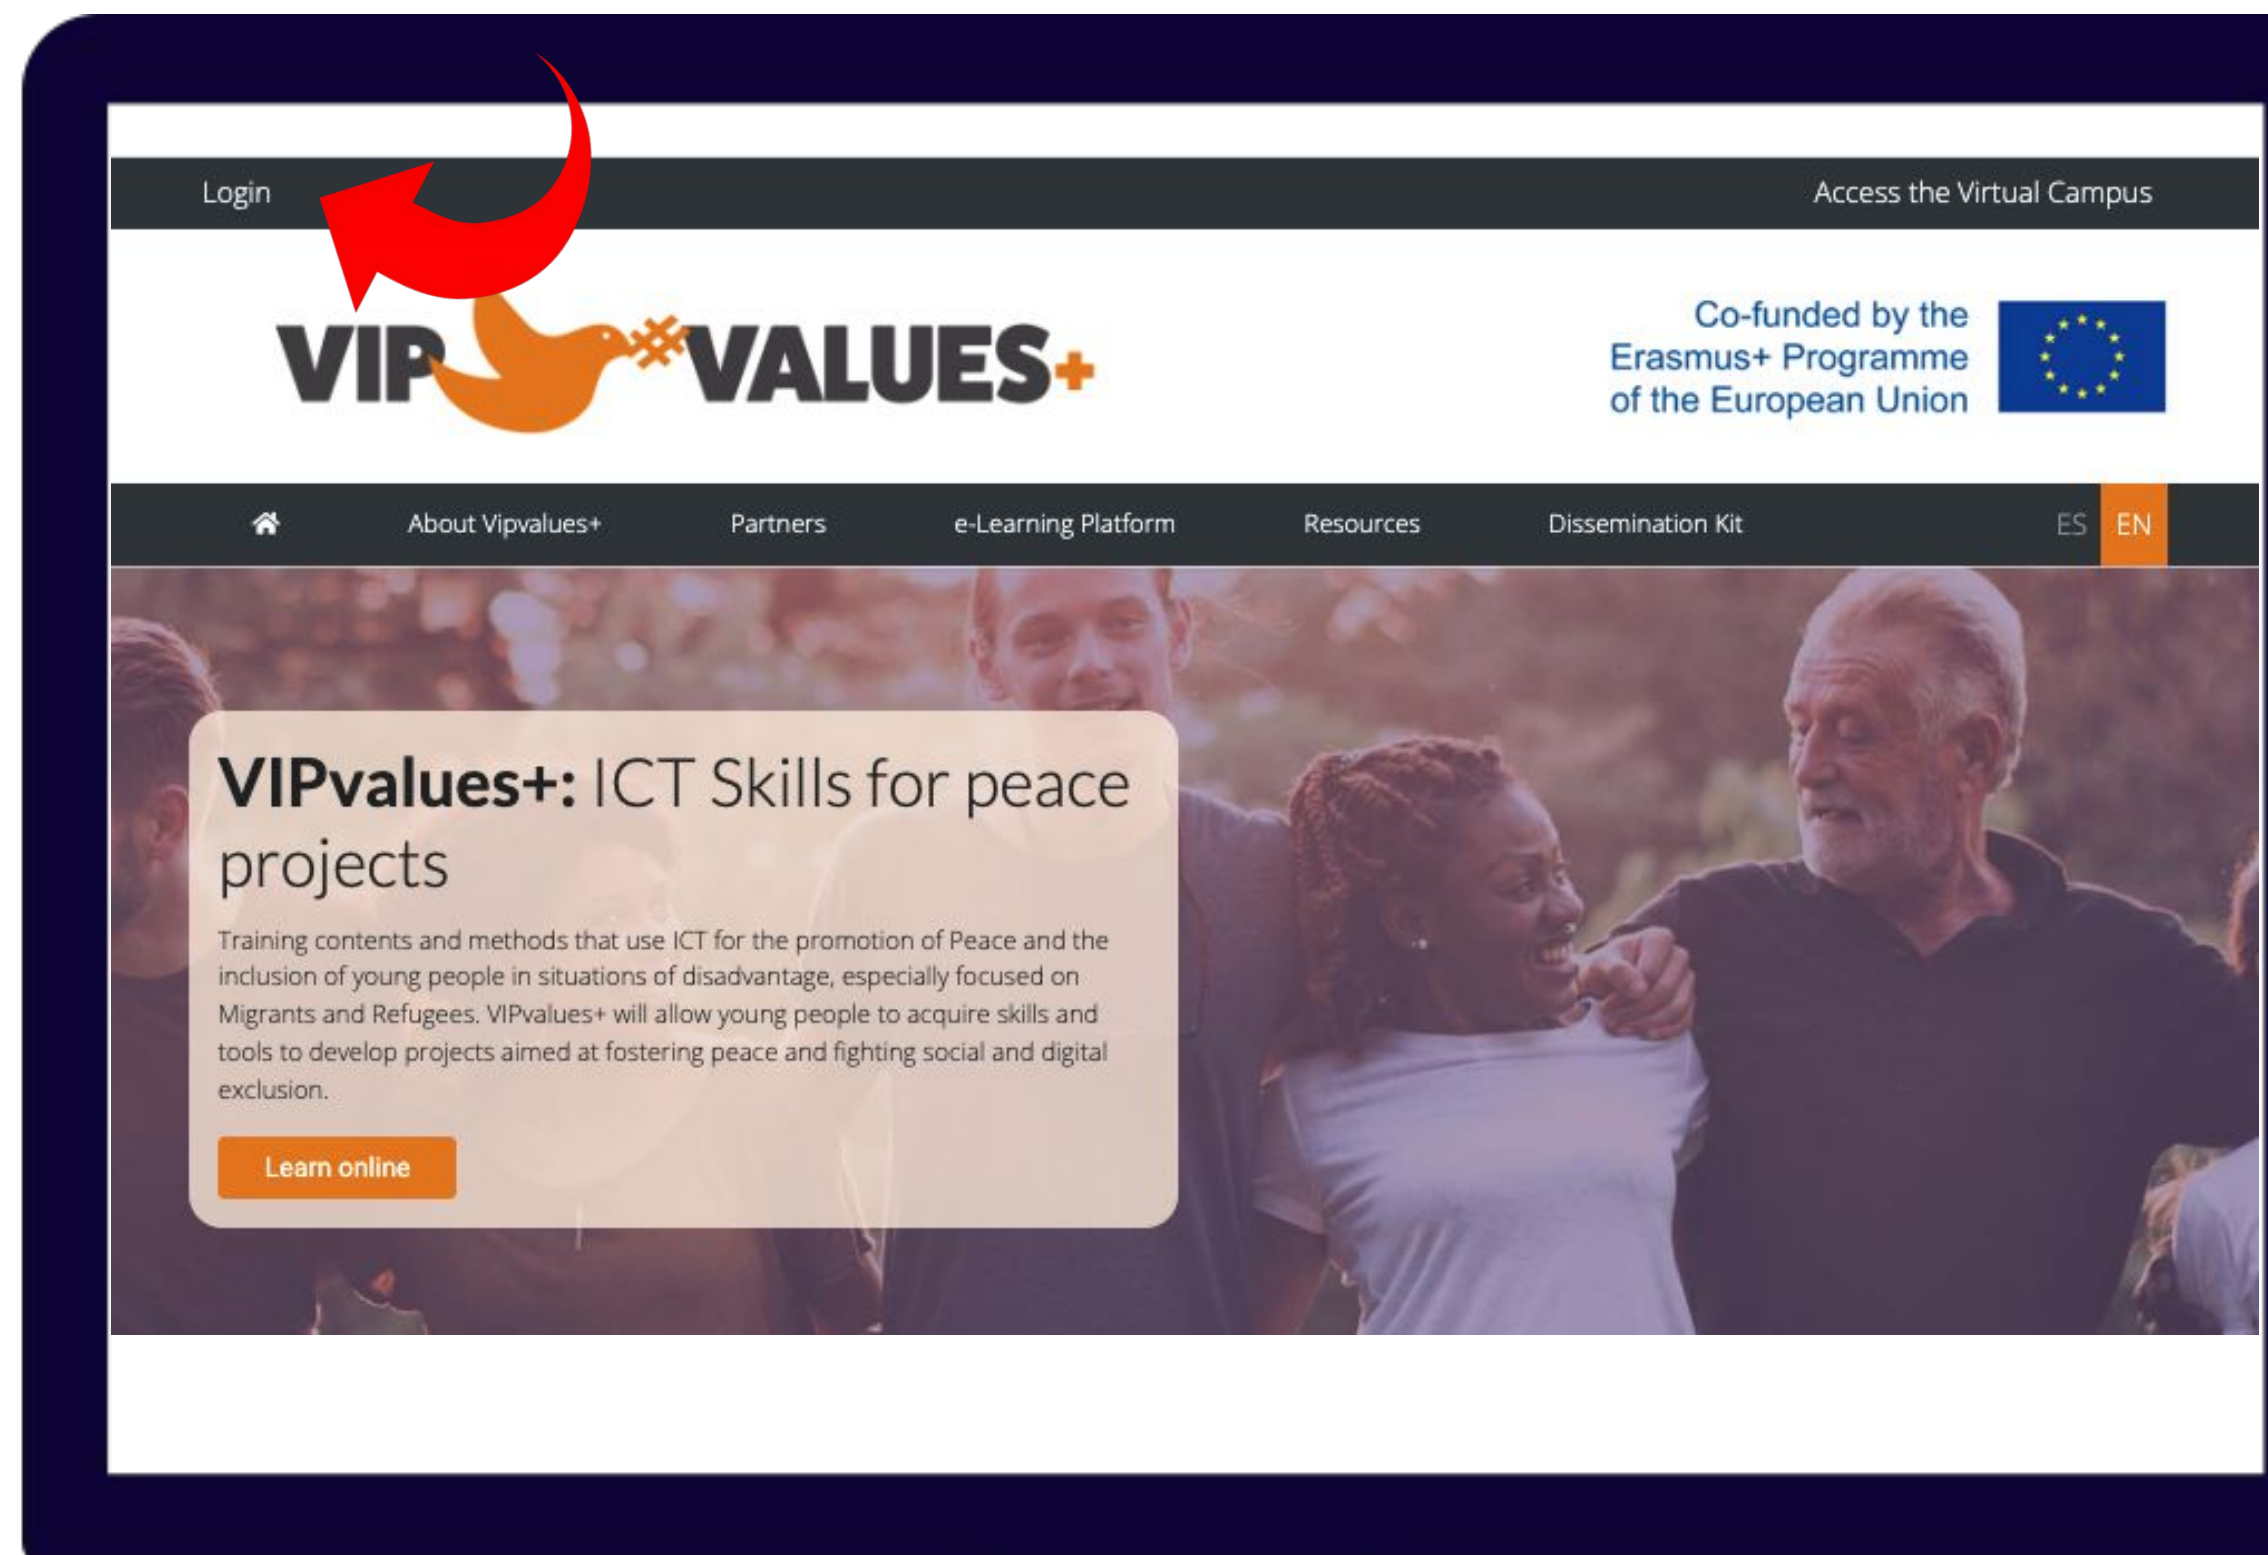 Login
Access the Virtual Campus
VIP VALUES+
Co-funded by the
Erasmus+ Programme
of the European Union
About Vipvalues+
Partners
e-Learning Platform
Resources
Dissemination Kit
ES
EN
VIPvalues+: ICT Skills for peace
projects
Training contents and methods that use ICT for the promotion of Peace and the
inclusion of young people in situations of disadvantage, especially focused on
Migrants and Refugees. VIPvalues+ will allow young people to acquire skills and
tools to develop projects aimed at fostering peace and fighting social and digital
exclusion.
Learn online